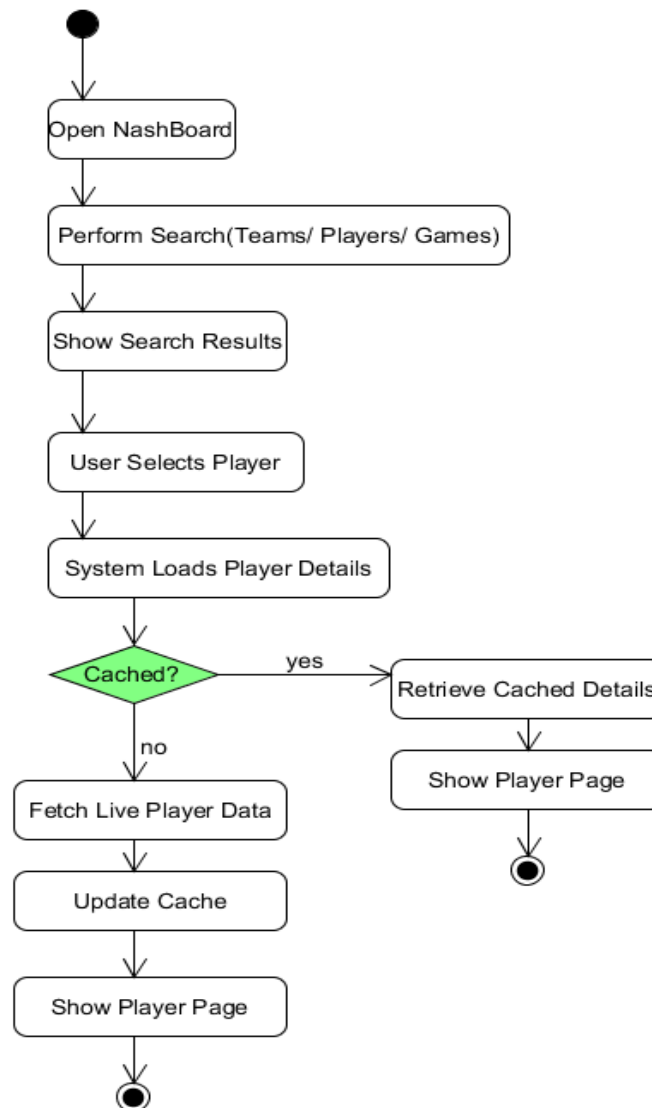 Open NashBoard
Perform Search(Teams/ Players/ Games)
Show Search Results
User Selects Player
System Loads Player Details
Cached?
yes
Retrieve Cached Details
no
Show Player Page
Fetch Live Player Data
Update Cache
Show Player Page